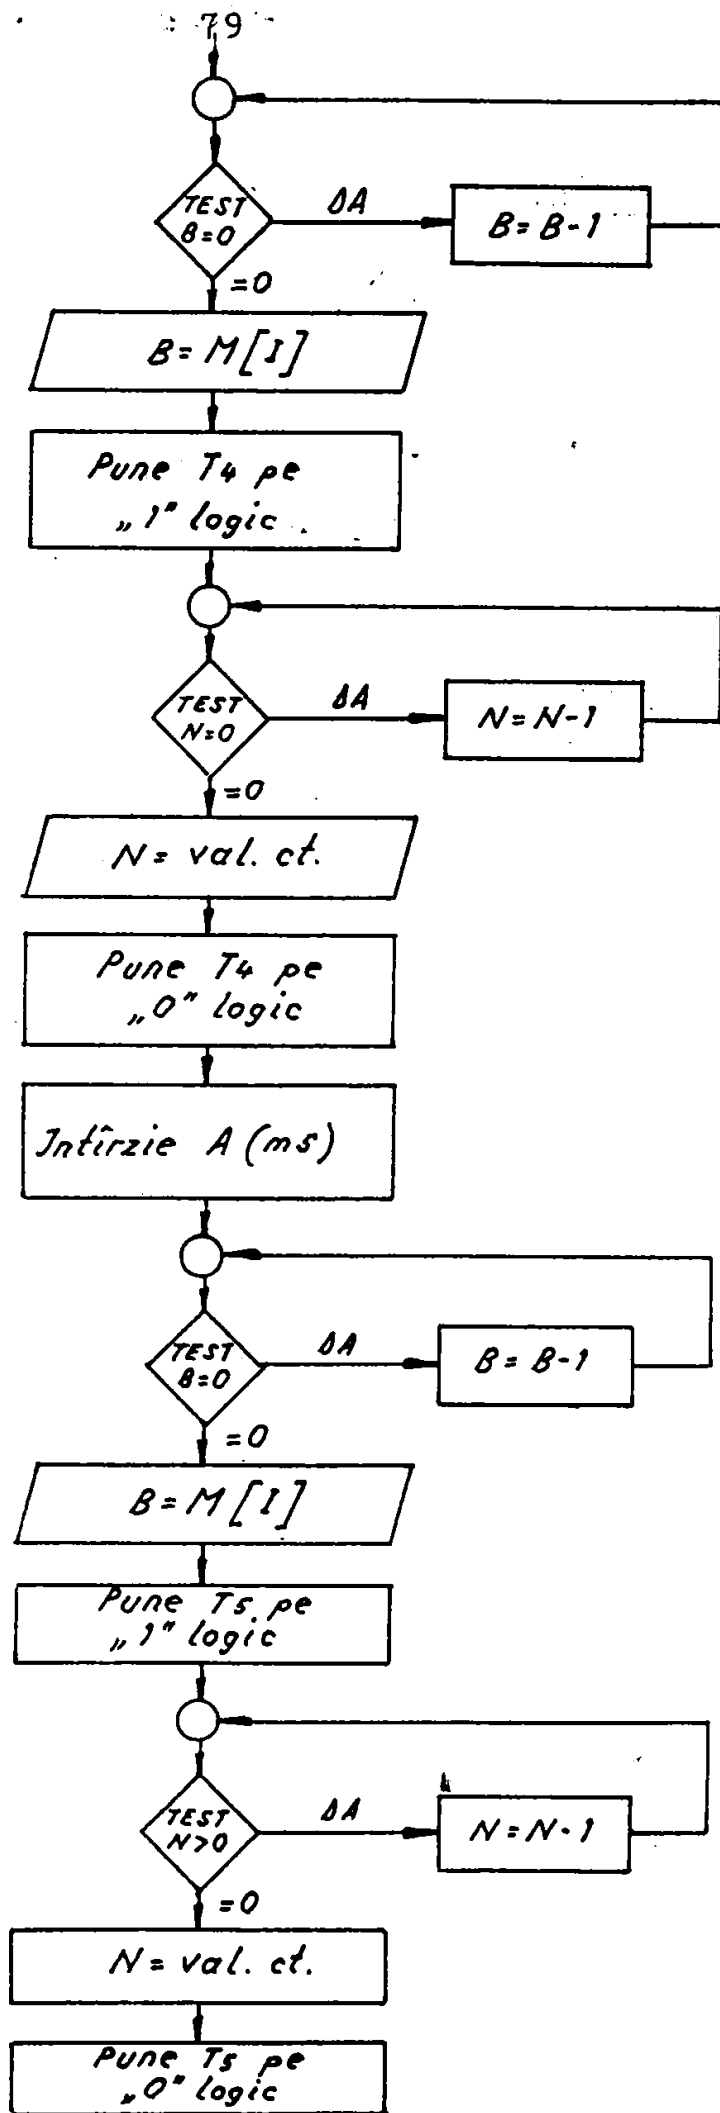 79
TEST
B=0
DA
B=B-1
=0
B=M[I]
Pune T4 pe
„1" logic
TEST
N=0
DA
N=N-1
=0
N=val. ct.
Pune T4 pe
„0" logic
Intîrzie A (ms)
TEST
B=0
DA
B=B-1
=0
B=M[I]
Pune T5 pe
„1" logic
TEST
N>0
DA
N=N-1
=0
N=val. ct.
Pune T5 pe
„0" logic